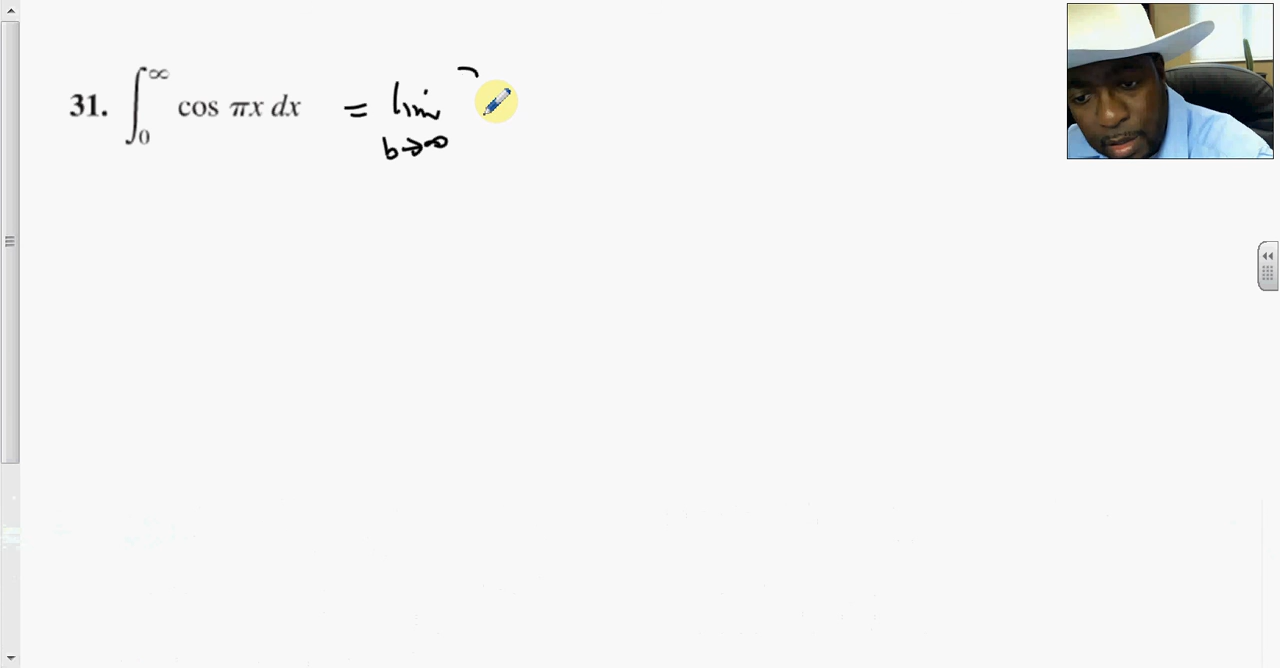 31. ∫₀^∞ cos πx dx = lim
b→∞